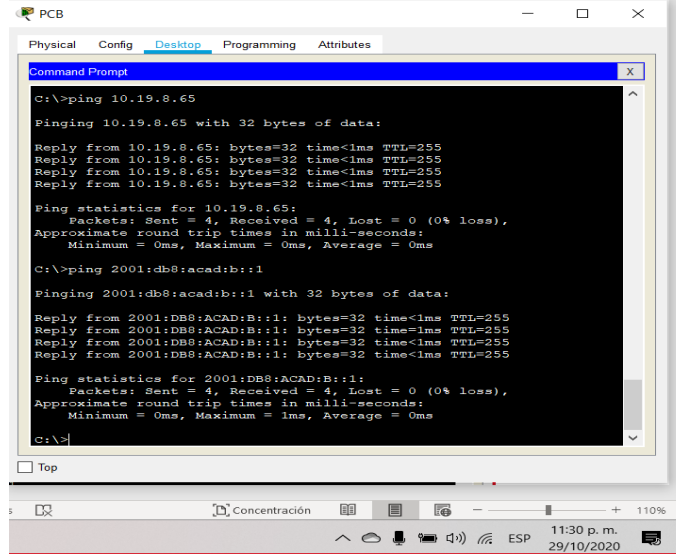 PCB
Physical Config Desktop Programming Attributes
Command Prompt X
C:\>ping 10.19.8.65
Pinging 10.19.8.65 with 32 bytes of data:
Reply from 10.19.8.65: bytes=32 time<1ms TTL=255
Reply from 10.19.8.65: bytes=32 time<1ms TTL=255
Reply from 10.19.8.65: bytes=32 time<1ms TTL=255
Reply from 10.19.8.65: bytes=32 time<1ms TTL=255
Ping statistics for 10.19.8.65:
Packets: Sent = 4, Received = 4, Lost = 0 (0% loss),
Approximate round trip times in milli-seconds:
Minimum = 0ms, Maximum = 0ms, Average = 0ms
C:\>ping 2001:db8:acad:b::1
Pinging 2001:db8:acad:b::1 with 32 bytes of data:
Reply from 2001:DB8:ACAD:B::1: bytes=32 time<1ms TTL=255
Reply from 2001:DB8:ACAD:B::1: bytes=32 time=1ms TTL=255
Reply from 2001:DB8:ACAD:B::1: bytes=32 time<1ms TTL=255
Reply from 2001:DB8:ACAD:B::1: bytes=32 time<1ms TTL=255
Ping statistics for 2001:DB8:ACAD:B::1:
Packets: Sent = 4, Received = 4, Lost = 0 (0% loss),
Approximate round trip times in milli-seconds:
Minimum = 0ms, Maximum = 1ms, Average = 0ms
C:\>
Top
s Concentración 110%
ESP 11:30 p. m.
29/10/2020